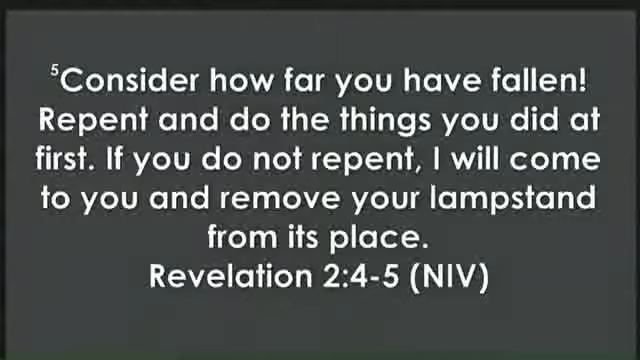 ⁵Consider how far you have fallen!
Repent and do the things you did at
first. If you do not repent, I will come
to you and remove your lampstand
from its place.
Revelation 2:4-5 (NIV)